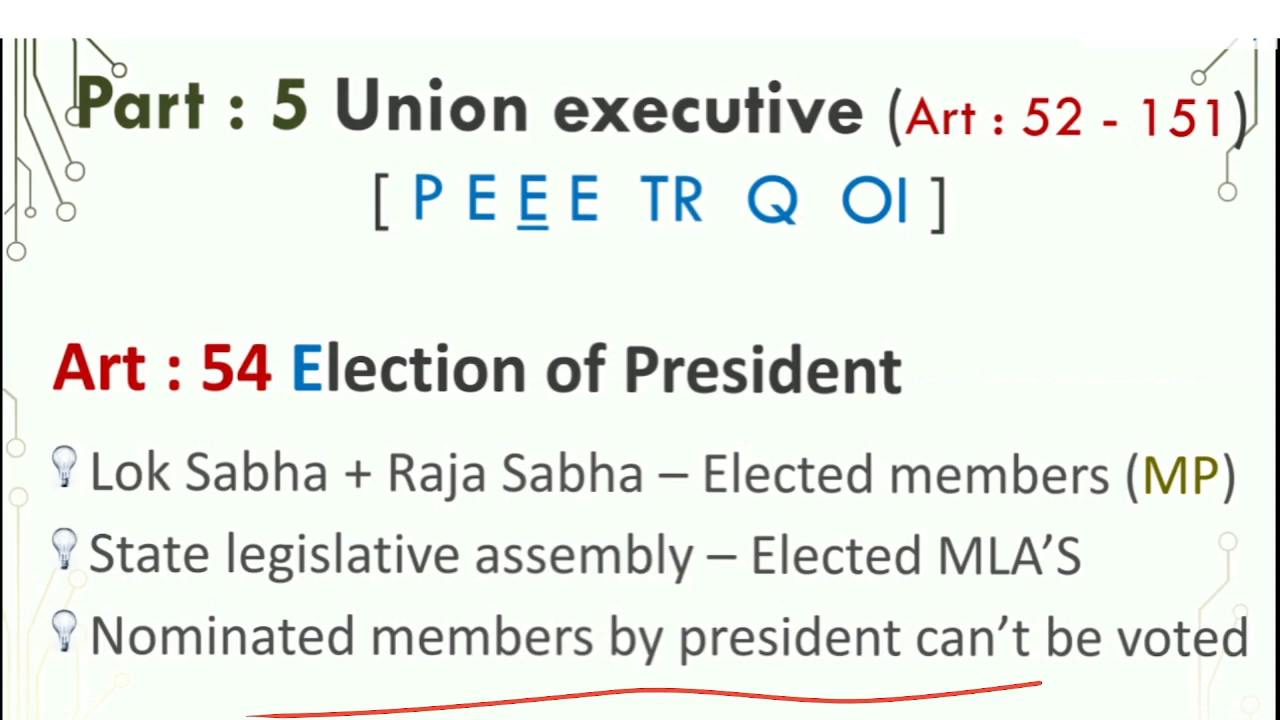 Part : 5 Union executive (Art : 52 - 151)
[ P E E E TR Q OI ]
Art : 54 Election of President
Lok Sabha + Raja Sabha – Elected members (MP)
State legislative assembly – Elected MLA’S
Nominated members by president can’t be voted